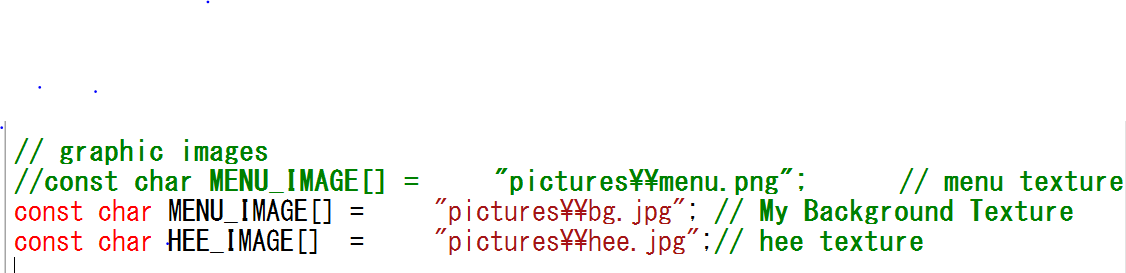 // graphic images
//const char MENU_IMAGE[] = "pictures¥¥menu.png"; // menu texture
const char MENU_IMAGE[] = "pictures¥¥bg.jpg"; // My Background Texture
const char HEE_IMAGE[] = "pictures¥¥hee.jpg";// hee texture